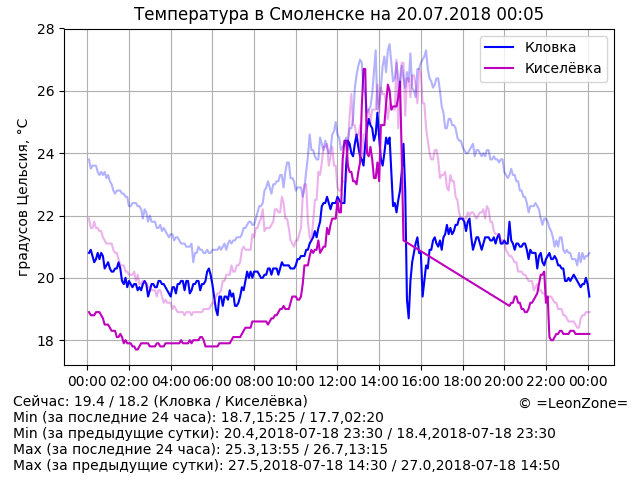 Температура в Смоленске на 20.07.2018 00:05
28
26
24
22
20
18
градусов Цельсия, °C
Кловка
Киселёвка
00:00 02:00 04:00 06:00 08:00 10:00 12:00 14:00 16:00 18:00 20:00 22:00 00:00
Сейчас: 19.4 / 18.2 (Кловка / Киселёвка)
© =LeonZone=
Min (за последние 24 часа): 18.7,15:25 / 17.7,02:20
Min (за предыдущие сутки): 20.4,2018-07-18 23:30 / 18.4,2018-07-18 23:30
Max (за последние 24 часа): 25.3,13:55 / 26.7,13:15
Max (за предыдущие сутки): 27.5,2018-07-18 14:30 / 27.0,2018-07-18 14:50